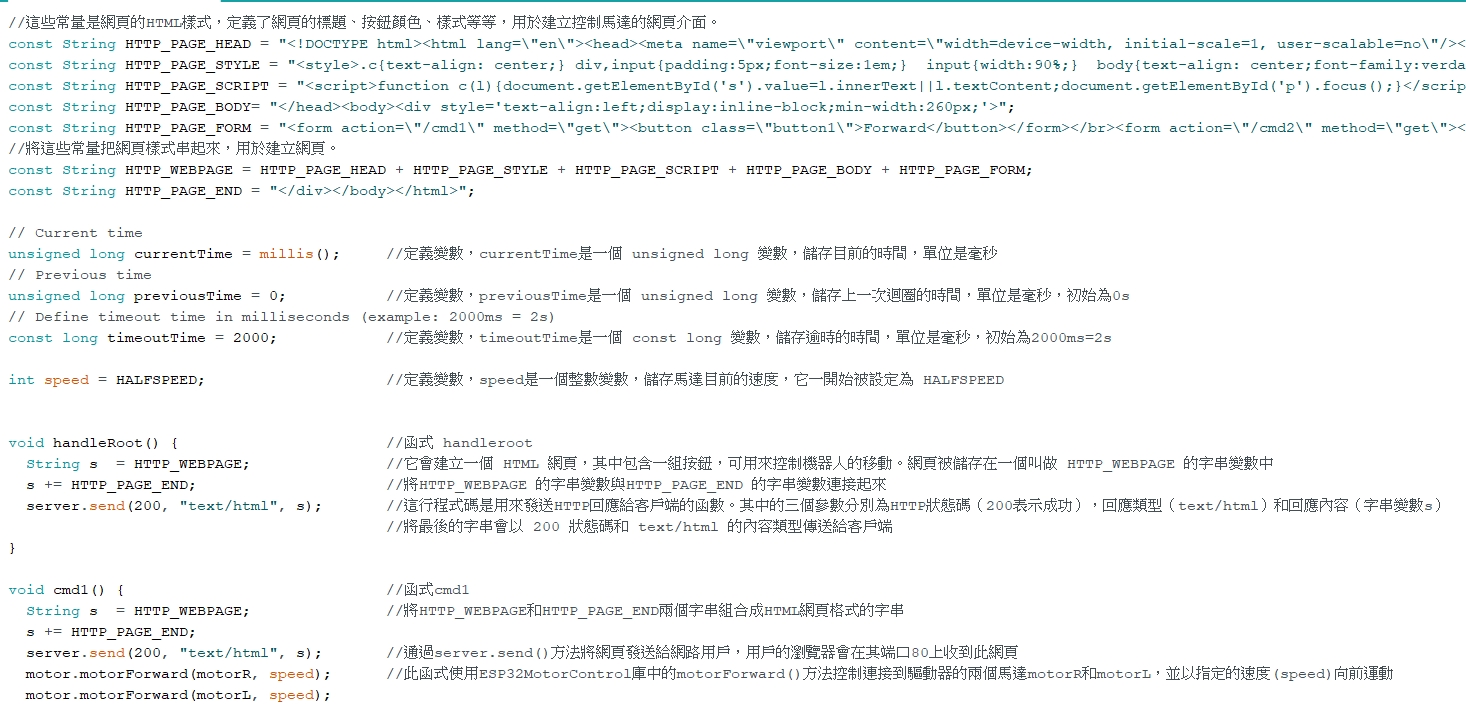 //這些常量是網頁的HTML樣式，定義了網頁的標題、按鈕顏色、樣式等等，用於建立控制馬達的網頁介面。
const String HTTP_PAGE_HEAD = "<!DOCTYPE html><html lang=\"en\"><head><meta name=\"viewport\" content=\"width=device-width, initial-scale=1, user-scalable=no\"/><
const String HTTP_PAGE_STYLE = "<style>.c{text-align: center;} div,input{padding:5px;font-size:1em;}  input{width:90%;}  body{text-align: center;font-family:verda
const String HTTP_PAGE_SCRIPT = "<script>function c(l){document.getElementById('s').value=l.innerText||l.textContent;document.getElementById('p').focus();}</scrip
const String HTTP_PAGE_BODY= "</head><body><div style='text-align:left;display:inline-block;min-width:260px;'>";
const String HTTP_PAGE_FORM = "<form action=\"/cmd1\" method=\"get\"><button class=\"button1\">Forward</button></form></br><form action=\"/cmd2\" method=\"get\"><
//將這些常量把網頁樣式串起來，用於建立網頁。
const String HTTP_WEBPAGE = HTTP_PAGE_HEAD + HTTP_PAGE_STYLE + HTTP_PAGE_SCRIPT + HTTP_PAGE_BODY + HTTP_PAGE_FORM;
const String HTTP_PAGE_END = "</div></body></html>";
// Current time
unsigned long currentTime = millis();     //定義變數，currentTime是一個 unsigned long 變數，儲存目前的時間，單位是毫秒
// Previous time
unsigned long previousTime = 0;           //定義變數，previousTime是一個 unsigned long 變數，儲存上一次迴圈的時間，單位是毫秒，初始為0s
// Define timeout time in milliseconds (example: 2000ms = 2s)
const long timeoutTime = 2000;            //定義變數，timeoutTime是一個 const long 變數，儲存逾時的時間，單位是毫秒，初始為2000ms=2s
int speed = HALFSPEED;                    //定義變數，speed是一個整數變數，儲存馬達目前的速度，它一開始被設定為 HALFSPEED
void handleRoot() {                       //函式 handleroot
  String s  = HTTP_WEBPAGE;               //它會建立一個 HTML 網頁，其中包含一組按鈕，可用來控制機器人的移動。網頁被儲存在一個叫做 HTTP_WEBPAGE 的字串變數中
  s += HTTP_PAGE_END;                     //將HTTP_WEBPAGE 的字串變數與HTTP_PAGE_END 的字串變數連接起來
  server.send(200, "text/html", s);       //這行程式碼是用來發送HTTP回應給客戶端的函數。其中的三個參數分別為HTTP狀態碼（200表示成功），回應類型（text/html）和回應內容（字串變數s）
                                          //將最後的字串會以 200 狀態碼和 text/html 的內容類型傳送給客戶端
}
void cmd1() {                             //函式cmd1
  String s  = HTTP_WEBPAGE;               //將HTTP_WEBPAGE和HTTP_PAGE_END兩個字串組合成HTML網頁格式的字串
  s += HTTP_PAGE_END;
  server.send(200, "text/html", s);       //通過server.send()方法將網頁發送給網路用戶，用戶的瀏覽器會在其端口80上收到此網頁
  motor.motorForward(motorR, speed);      //此函式使用ESP32MotorControl庫中的motorForward()方法控制連接到驅動器的兩個馬達motorR和motorL，並以指定的速度(speed)向前運動
  motor.motorForward(motorL, speed);